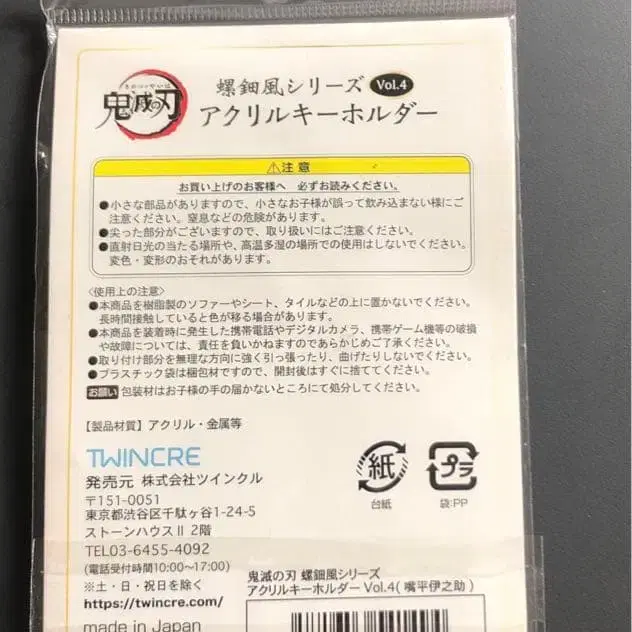 きめつのやいば
鬼滅の刃
螺鈿風シリーズ Vol.4
アクリルキーホルダー
⚠注 意
お買い上げのお客様へ 必ずお読みください。
●小さな部品がありますので、小さなお子様が誤って飲み込まない様にご
注意ください。窒息などの危険があります。
●尖った部分がございますので、取り扱いにはご注意ください。
●直射日光の当たる場所や、高温多湿の場所での使用はしないでください。
変色・変形のおそれがあります。
<使用上の注意>
●本商品を樹脂製のソファーやシート、タイルなどの上に置かないでください。
長時間接触していると色が移る場合があります。
●本商品を装着時に発生した携帯電話やデジタルカメラ、携帯ゲーム機等の破損
や故障については、責任を負いかねますのであらかじめご了承ください。
●取り付け部分を無理な方向に強く引っ張ったり、曲げたりしないでください。
●プラスチック袋は梱包材ですので、開封後はすぐに捨ててください。
お願い 包装材はお子様の手の届かないところにて処分してください。
【製品材質】アクリル・金属等
TWINCRE
発売元 株式会社ツインクル
〒151-0051
東京都渋谷区千駄ヶ谷1-24-5
ストーンハウスⅡ 2階
TEL03-6455-4092
(電話受付時間10:00〜17:00)
※土・日・祝日を除く
https://twincre.com/
made in Japan
紙
台紙
プラ
袋:PP
鬼滅の刃 螺鈿風シリーズ
アクリルキーホルダー Vol.4( 嘴平伊之助 )